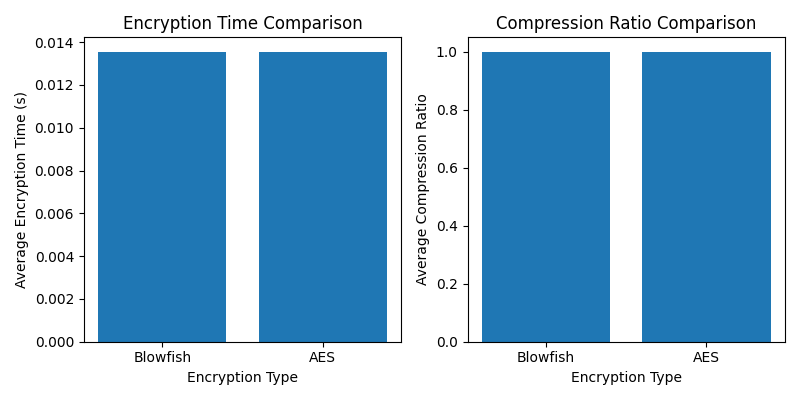 Encryption Time Comparison
0.014
0.012
0.010
0.008
0.006
0.004
0.002
0.000
Average Encryption Time (s)
Blowfish AES
Encryption Type
Compression Ratio Comparison
1.0
0.8
0.6
0.4
0.2
0.0
Average Compression Ratio
Blowfish AES
Encryption Type